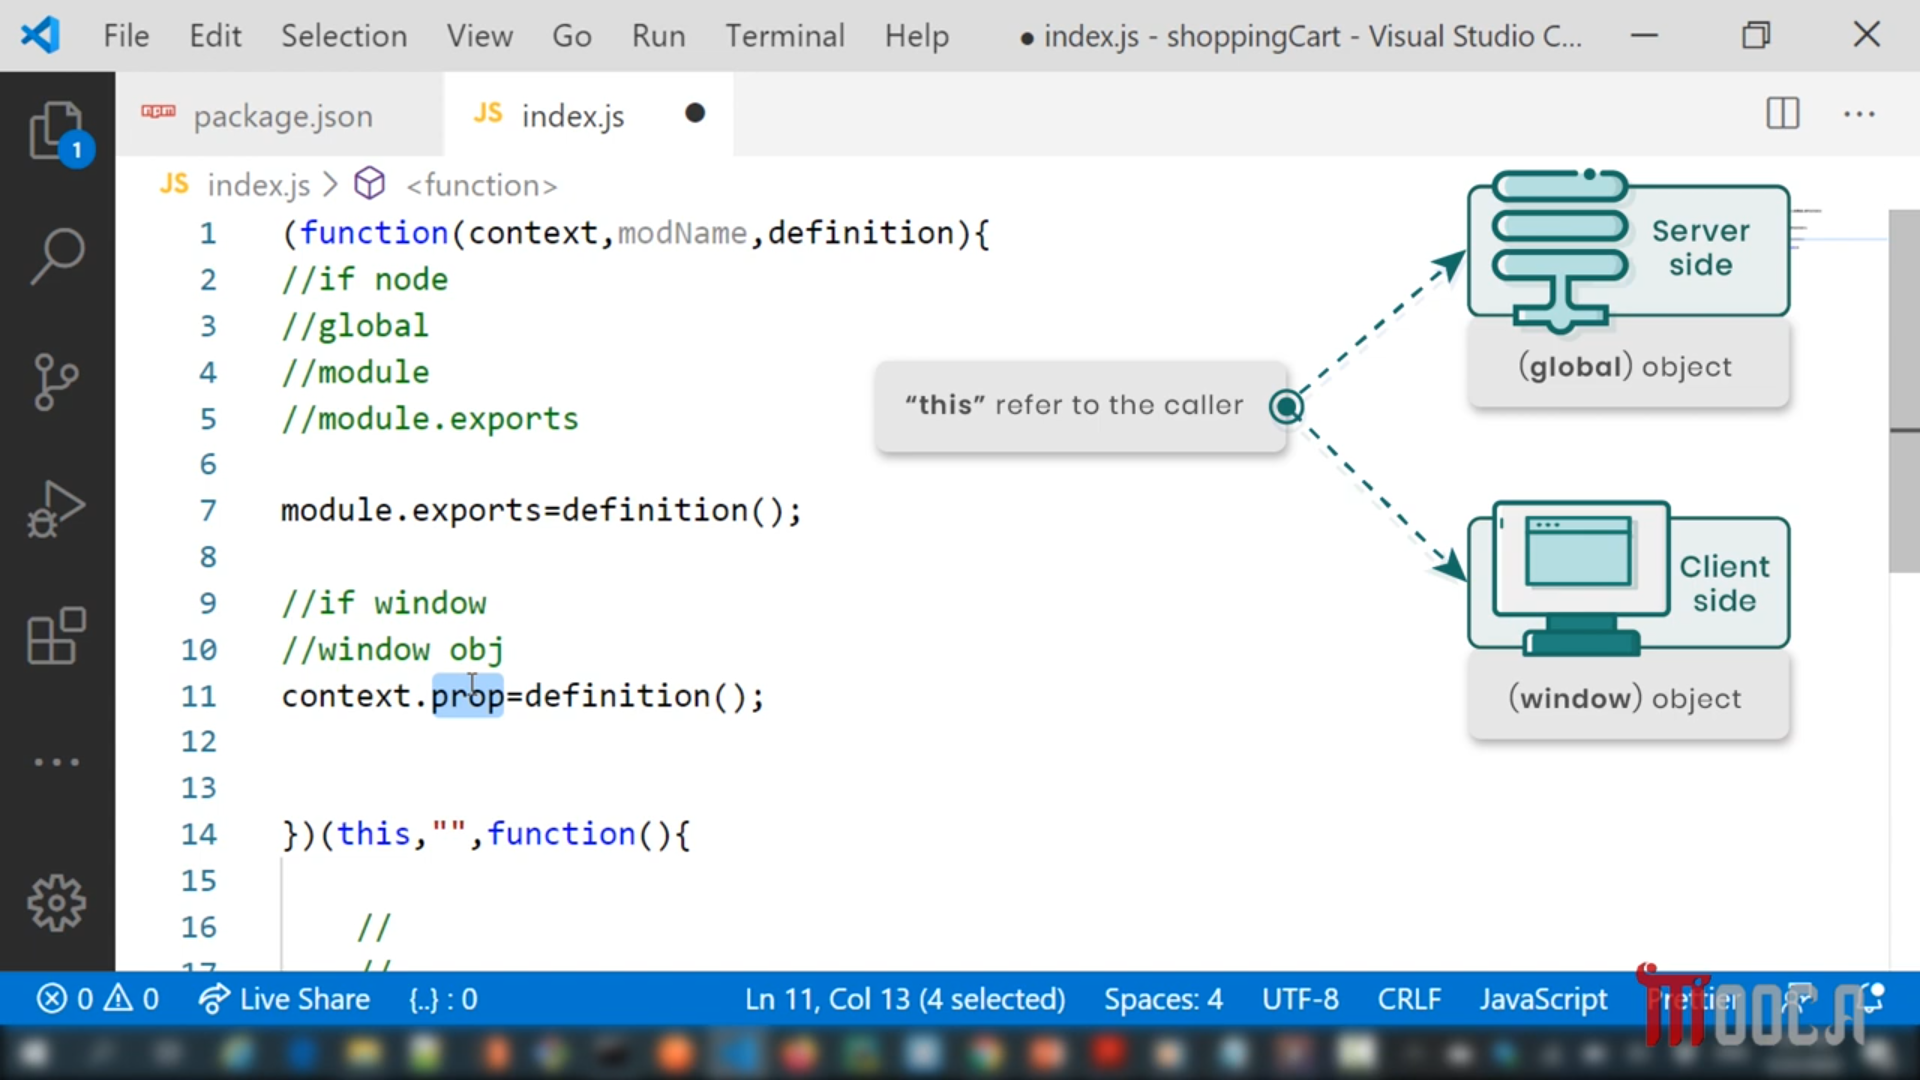 File Edit Selection View Go Run Terminal Help ● index.js - shoppingCart - Visual Studio C...
package.json
JS index.js
1
JS index.js > <function>
1 (function(context,modName,definition){
2 //if node
3 //global
4 //module
5 //module.exports
6
7 module.exports=definition();
8
9 //if window
10 //window obj
11 context.prop=definition();
12
13
14 })(this,"",function(){
15
16 //
17 //
Server
side
(global) object
“this” refer to the caller
Client
side
(window) object
0 0 Live Share {..} : 0 Ln 11, Col 13 (4 selected) Spaces: 4 UTF-8 CRLF JavaScript Prettier
MOOCA